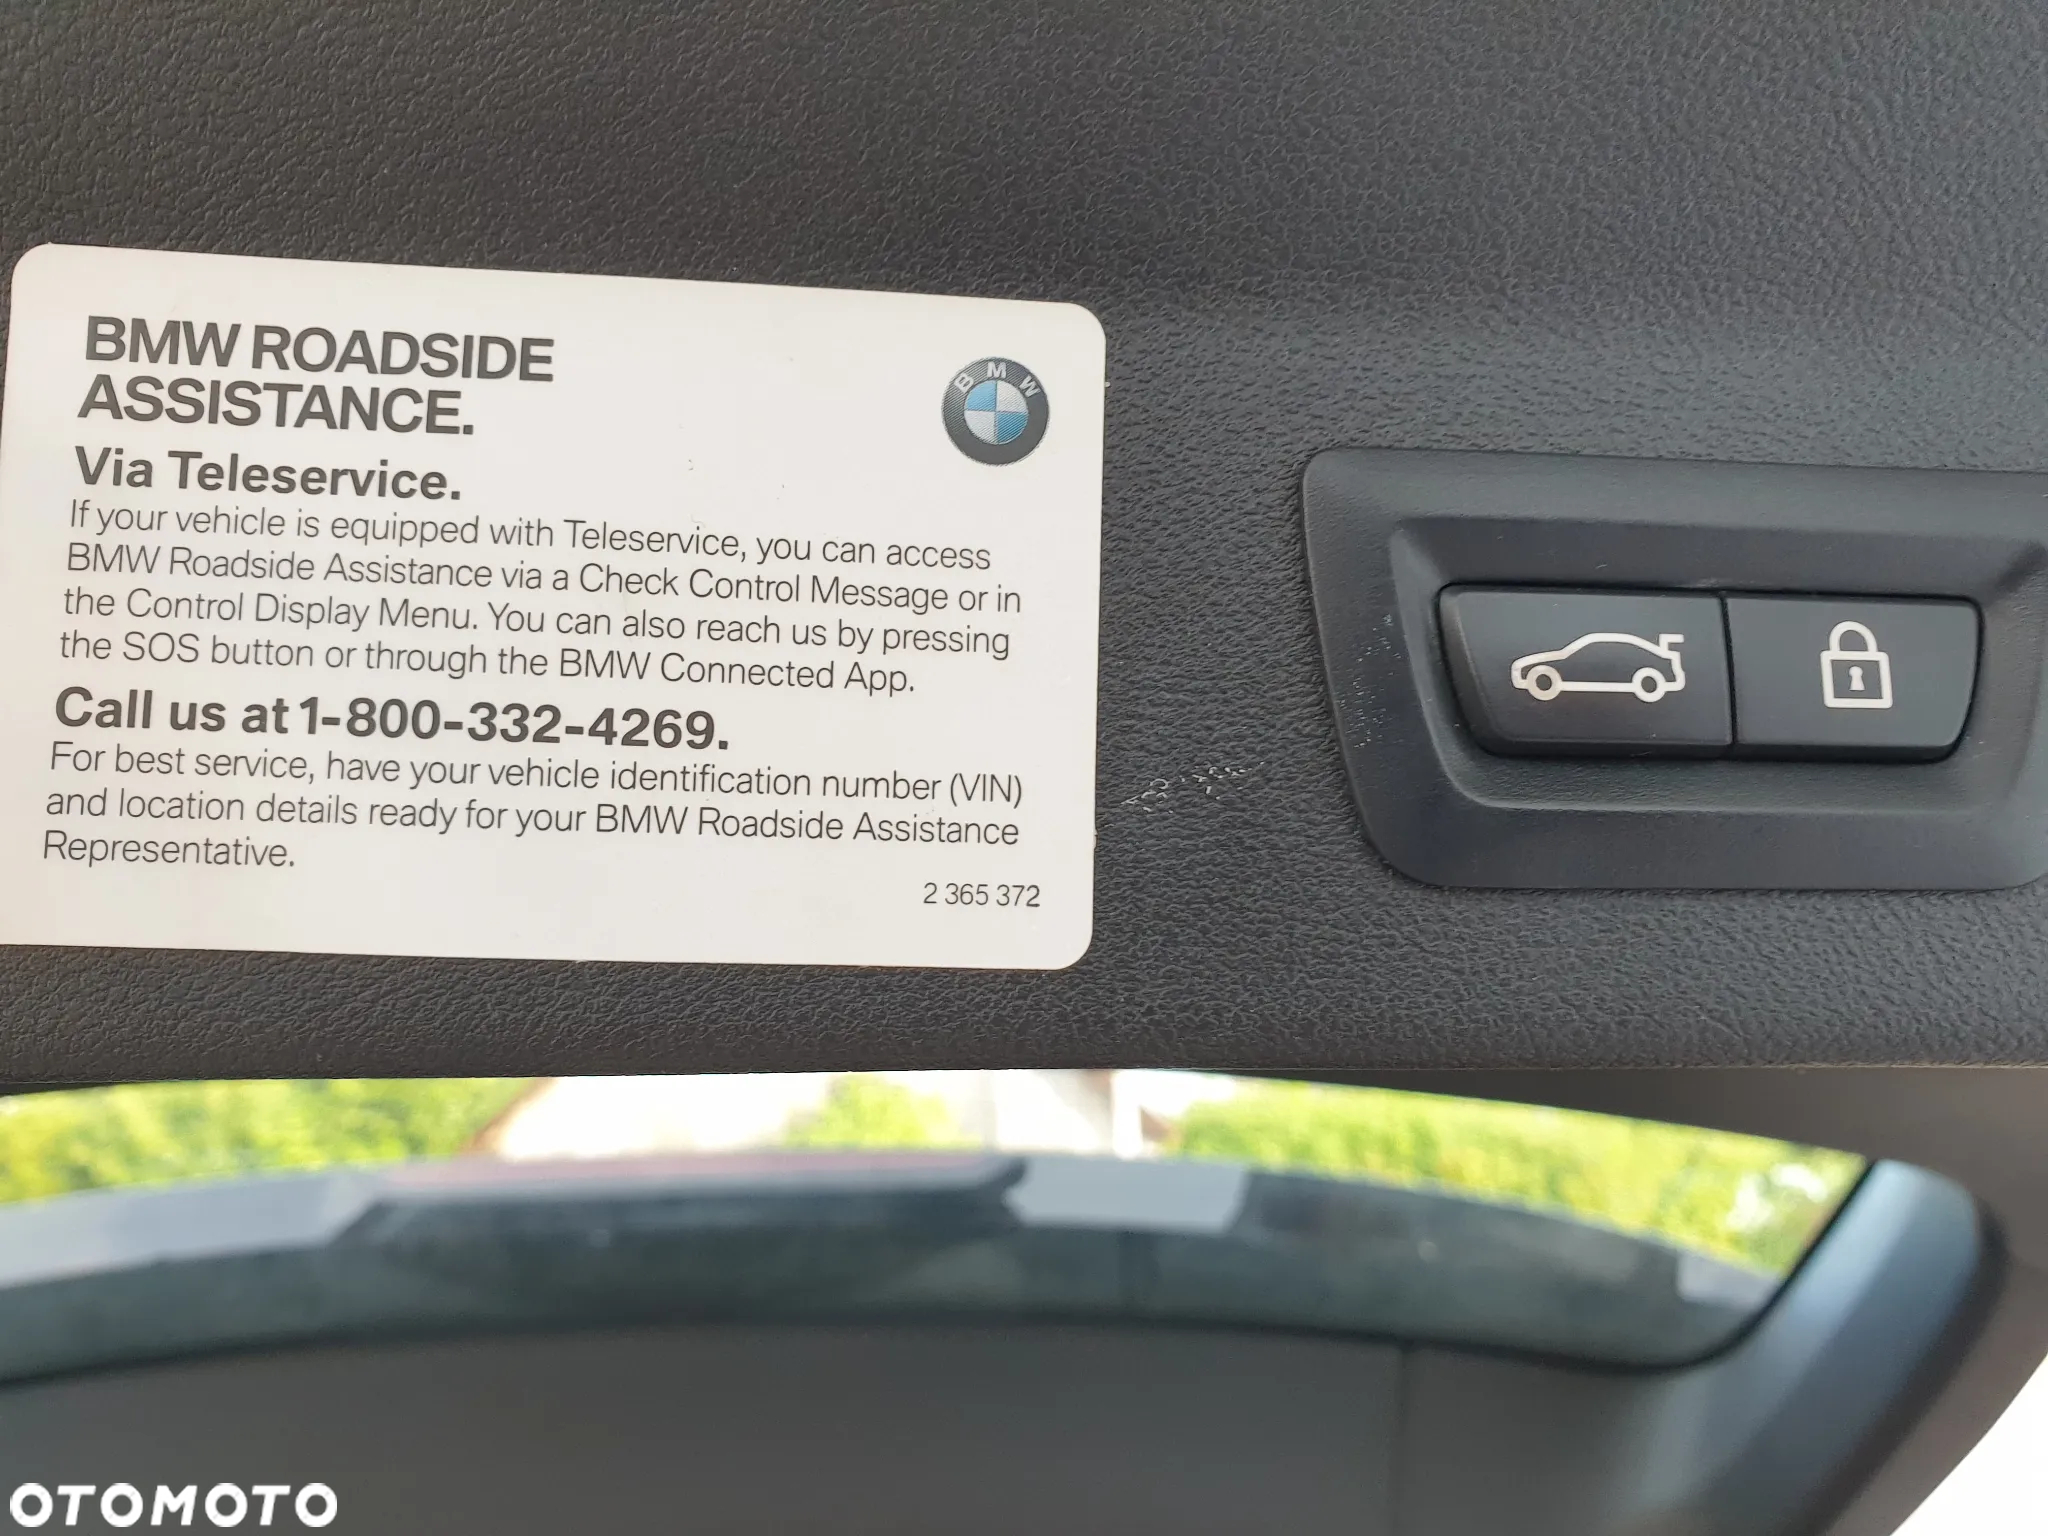 BMW ROADSIDE
ASSISTANCE.
BMW
Via Teleservice.
If your vehicle is equipped with Teleservice, you can access
BMW Roadside Assistance via a Check Control Message or in
the Control Display Menu. You can also reach us by pressing
the SOS button or through the BMW Connected App.
Call us at 1-800-332-4269.
For best service, have your vehicle identification number (VIN)
and location details ready for your BMW Roadside Assistance
Representative.
2 365 372
OTOMOTO